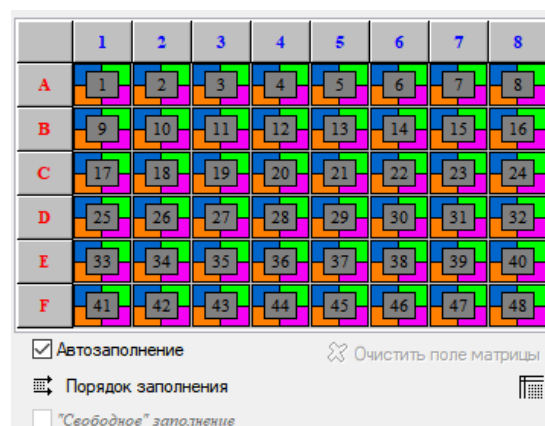 1 2 3 4 5 6 7 8
A 1 2 3 4 5 6 7 8
B 9 10 11 12 13 14 15 16
C 17 18 19 20 21 22 23 24
D 25 26 27 28 29 30 31 32
E 33 34 35 36 37 38 39 40
F 41 42 43 44 45 46 47 48
Автозаполнение Очистить поле матрицы
Порядок заполнения
"Свободное" заполнение